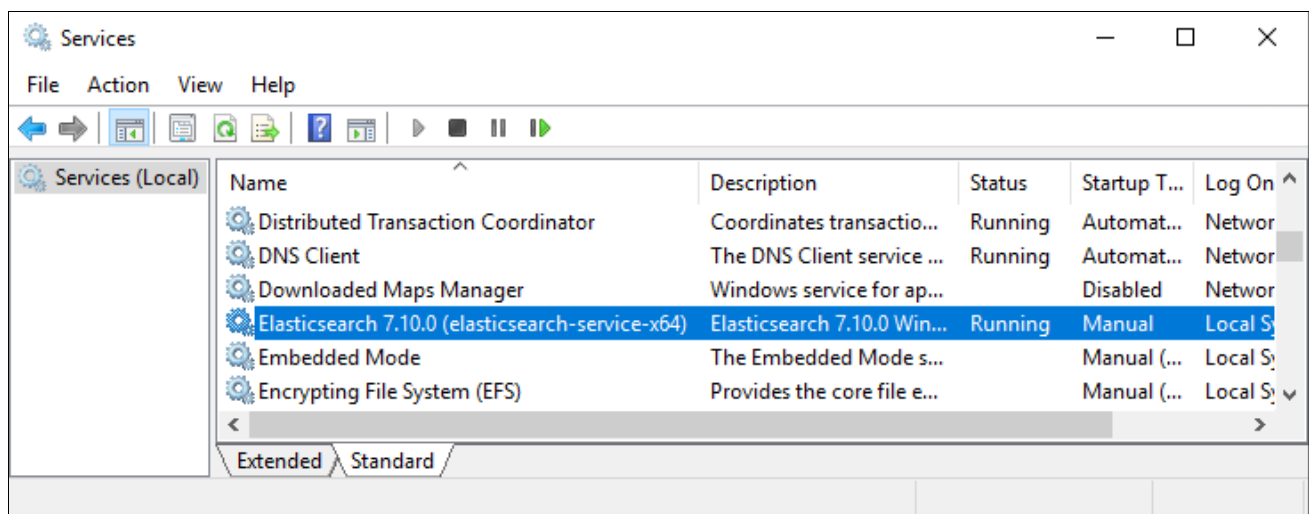 Services
File Action View Help
Services (Local)
Name Description Status Startup T... Log On
Distributed Transaction Coordinator Coordinates transactio... Running Automat... Networ
DNS Client The DNS Client service ... Running Automat... Networ
Downloaded Maps Manager Windows service for ap... Disabled Networ
Elasticsearch 7.10.0 (elasticsearch-service-x64) Elasticsearch 7.10.0 Win... Running Manual Local Sy
Embedded Mode The Embedded Mode s... Manual (... Local Sy
Encrypting File System (EFS) Provides the core file e... Manual (... Local Sy
Extended Standard